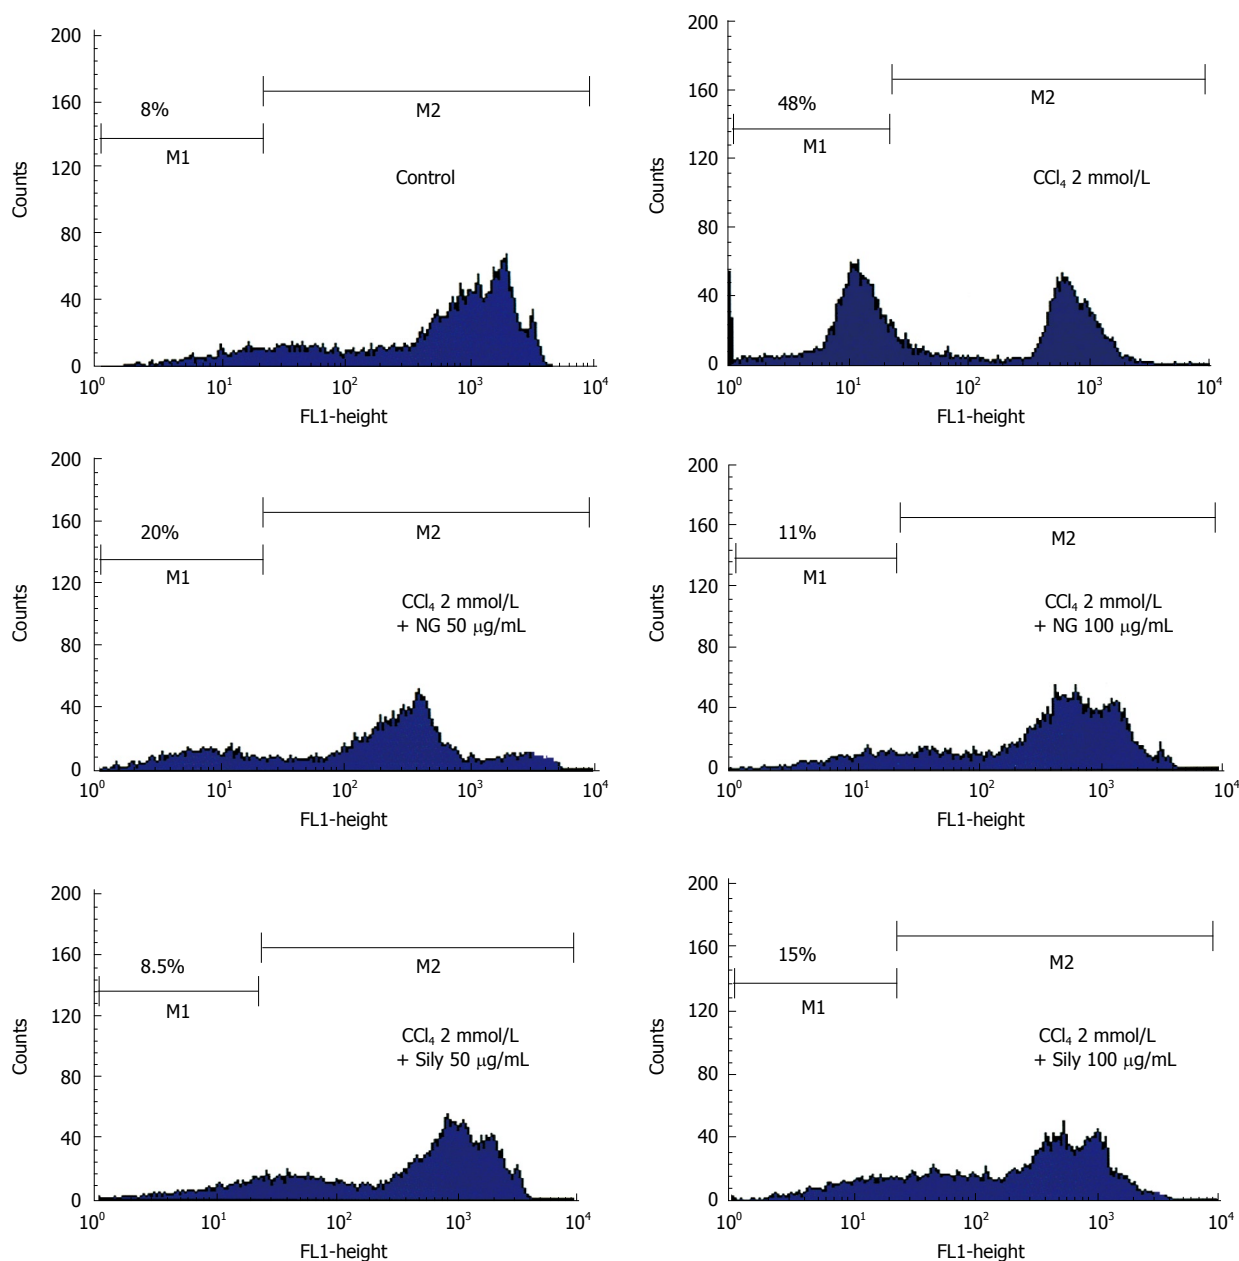 200
160
120
80
40
0
Counts
8%
M1
M2
Control
10⁰ 10¹ 10² 10³ 10⁴
FL1-height
200
160
120
80
40
0
Counts
48%
M1
M2
CCl₄ 2 mmol/L
10⁰ 10¹ 10² 10³ 10⁴
FL1-height
200
160
120
80
40
0
Counts
20%
M1
M2
CCl₄ 2 mmol/L
+ NG 50 μg/mL
10⁰ 10¹ 10² 10³ 10⁴
FL1-height
200
160
120
80
40
0
Counts
11%
M1
M2
CCl₄ 2 mmol/L
+ NG 100 μg/mL
10⁰ 10¹ 10² 10³ 10⁴
FL1-height
200
160
120
80
40
0
Counts
8.5%
M1
M2
CCl₄ 2 mmol/L
+ Sily 50 μg/mL
10⁰ 10¹ 10² 10³ 10⁴
FL1-height
200
160
120
80
40
0
Counts
15%
M1
M2
CCl₄ 2 mmol/L
+ Sily 100 μg/mL
10⁰ 10¹ 10² 10³ 10⁴
FL1-height